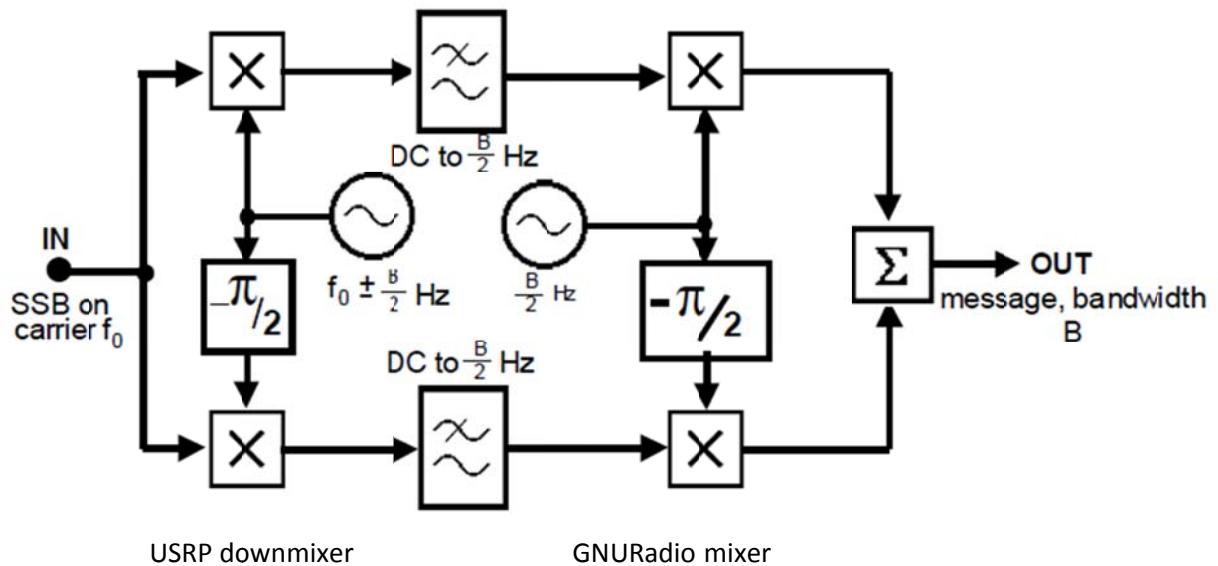 DC to B/2 Hz
IN
SSB on
carrier f₀
f₀ ± B/2 Hz
B/2 Hz
−π/2
-π/2
Σ
OUT
message, bandwidth
B
DC to B/2 Hz
USRP downmixer
GNURadio mixer